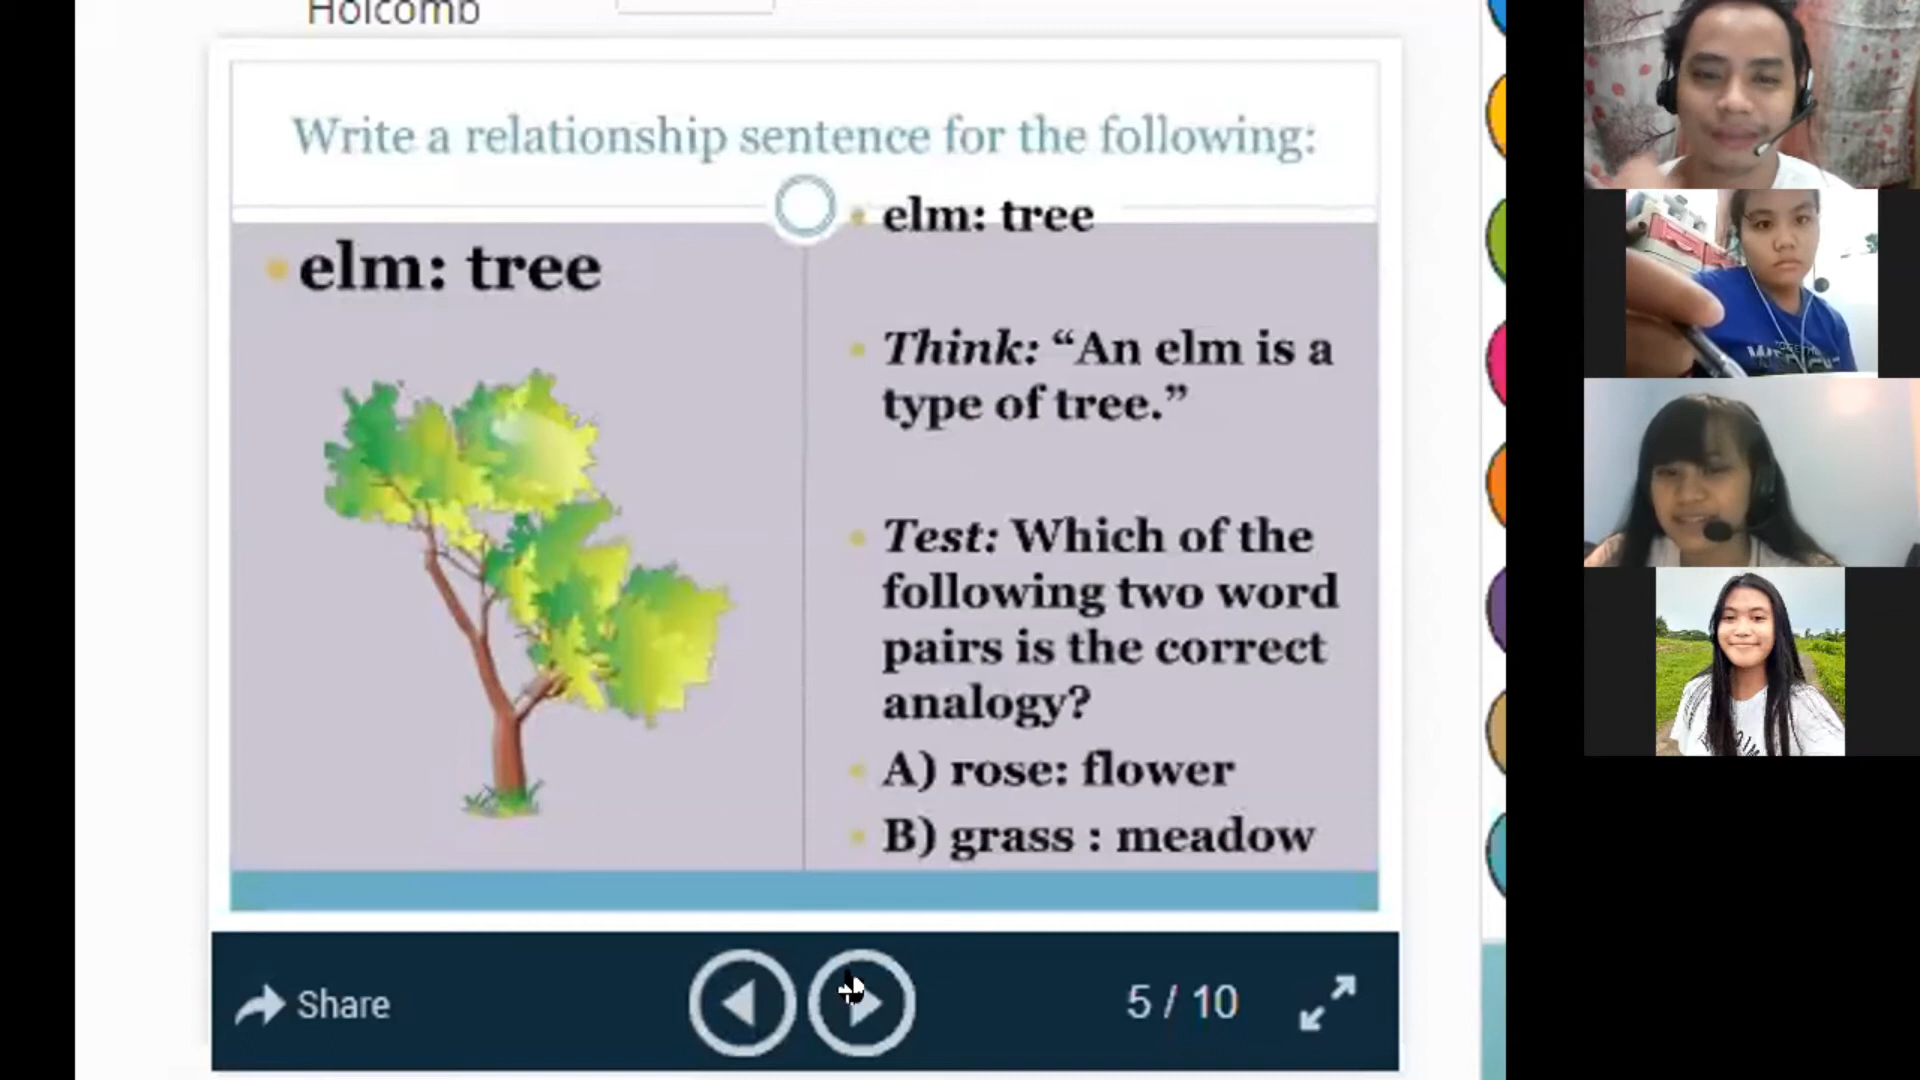 Holcomb
Write a relationship sentence for the following:
elm: tree
elm: tree
Think: “An elm is a
type of tree.”
Test: Which of the
following two word
pairs is the correct
analogy?
A) rose: flower
B) grass : meadow
Share
5 / 10